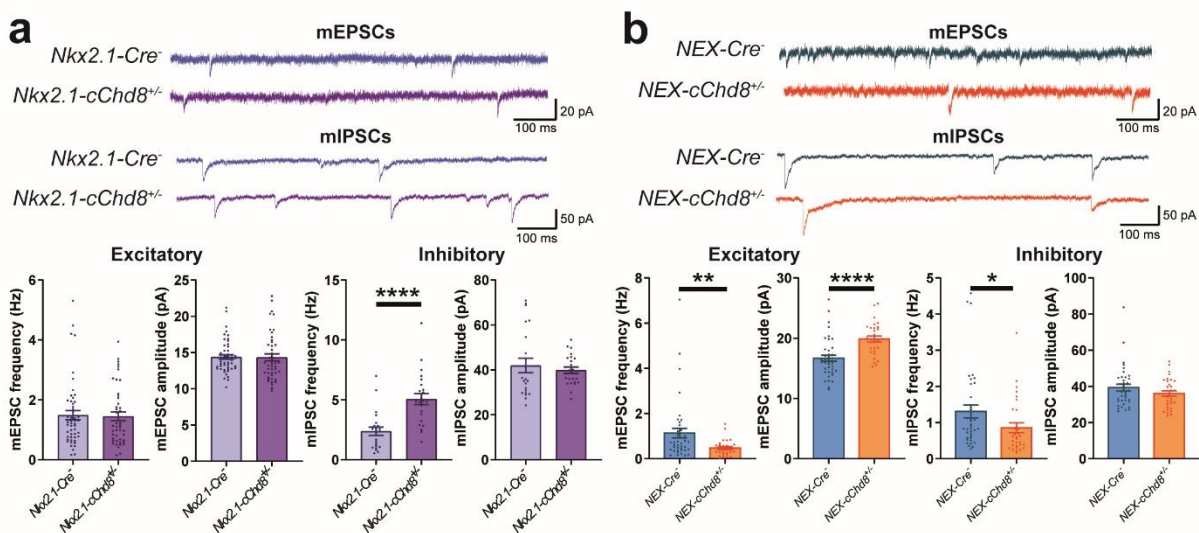 a
mEPSCs
Nkx2.1-Cre⁻
Nkx2.1-cChd8⁺/⁻
20 pA
100 ms
mIPSCs
Nkx2.1-Cre⁻
Nkx2.1-cChd8⁺/⁻
50 pA
100 ms
Excitatory
Inhibitory
mEPSC frequency (Hz)
6
4
2
0
Nkx2.1-Cre⁻
Nkx2.1-cChd8⁺/⁻
mEPSC amplitude (pA)
25
20
15
10
5
0
Nkx2.1-Cre⁻
Nkx2.1-cChd8⁺/⁻
mIPSC frequency (Hz)
15
10
5
0
****
Nkx2.1-Cre⁻
Nkx2.1-cChd8⁺/⁻
mIPSC amplitude (pA)
80
60
40
20
0
Nkx2.1-Cre⁻
Nkx2.1-cChd8⁺/⁻
b
mEPSCs
NEX-Cre⁻
NEX-cChd8⁺/⁻
20 pA
100 ms
mIPSCs
NEX-Cre⁻
NEX-cChd8⁺/⁻
50 pA
100 ms
Excitatory
Inhibitory
mEPSC frequency (Hz)
8
6
4
2
0
**
NEX-Cre⁻
NEX-cChd8⁺/⁻
mEPSC amplitude (pA)
30
20
10
0
****
NEX-Cre⁻
NEX-cChd8⁺/⁻
mIPSC frequency (Hz)
5
4
3
2
1
0
*
NEX-Cre⁻
NEX-cChd8⁺/⁻
mIPSC amplitude (pA)
100
80
60
40
20
0
NEX-Cre⁻
NEX-cChd8⁺/⁻